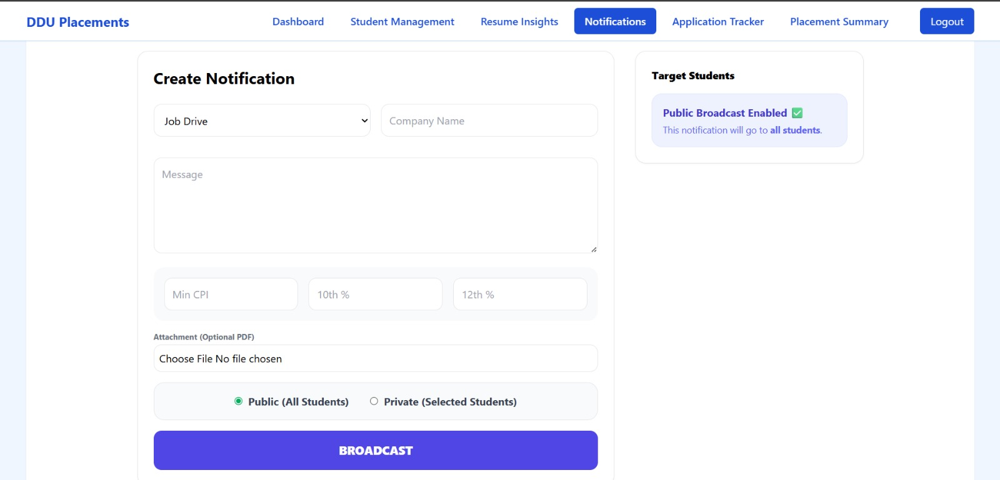 DDU Placements
Dashboard
Student Management
Resume Insights
Notifications
Application Tracker
Placement Summary
Logout
Create Notification
Job Drive
Company Name
Message
Min CPI
10th %
12th %
Attachment (Optional PDF)
Choose File No file chosen
Public (All Students)
Private (Selected Students)
BROADCAST
Target Students
Public Broadcast Enabled ✅
This notification will go to all students.